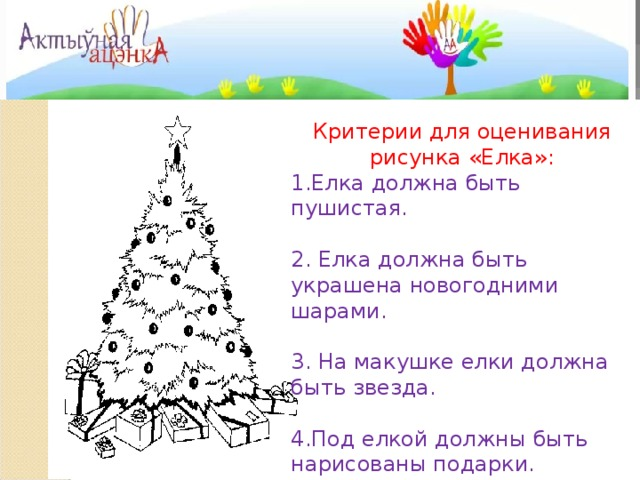 Актыўная
ацэнкА
АА
Критерии для оценивания
рисунка «Елка»:
1.Елка должна быть
пушистая.
2. Елка должна быть
украшена новогодними
шарами.
3. На макушке елки должна
быть звезда.
4.Под елкой должны быть
нарисованы подарки.